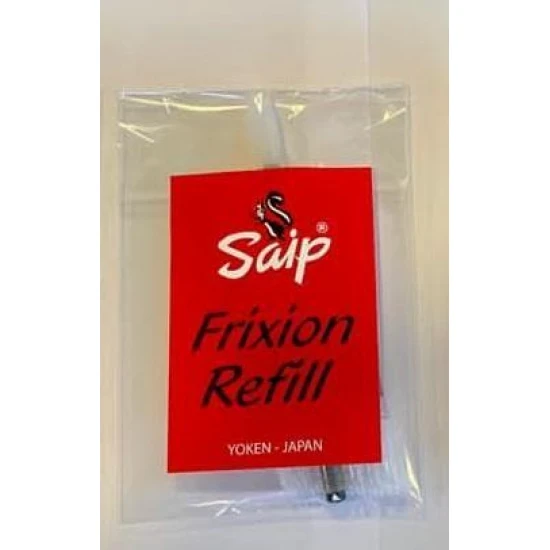 Saip®
Frixion
Refill
YOKEN - JAPAN